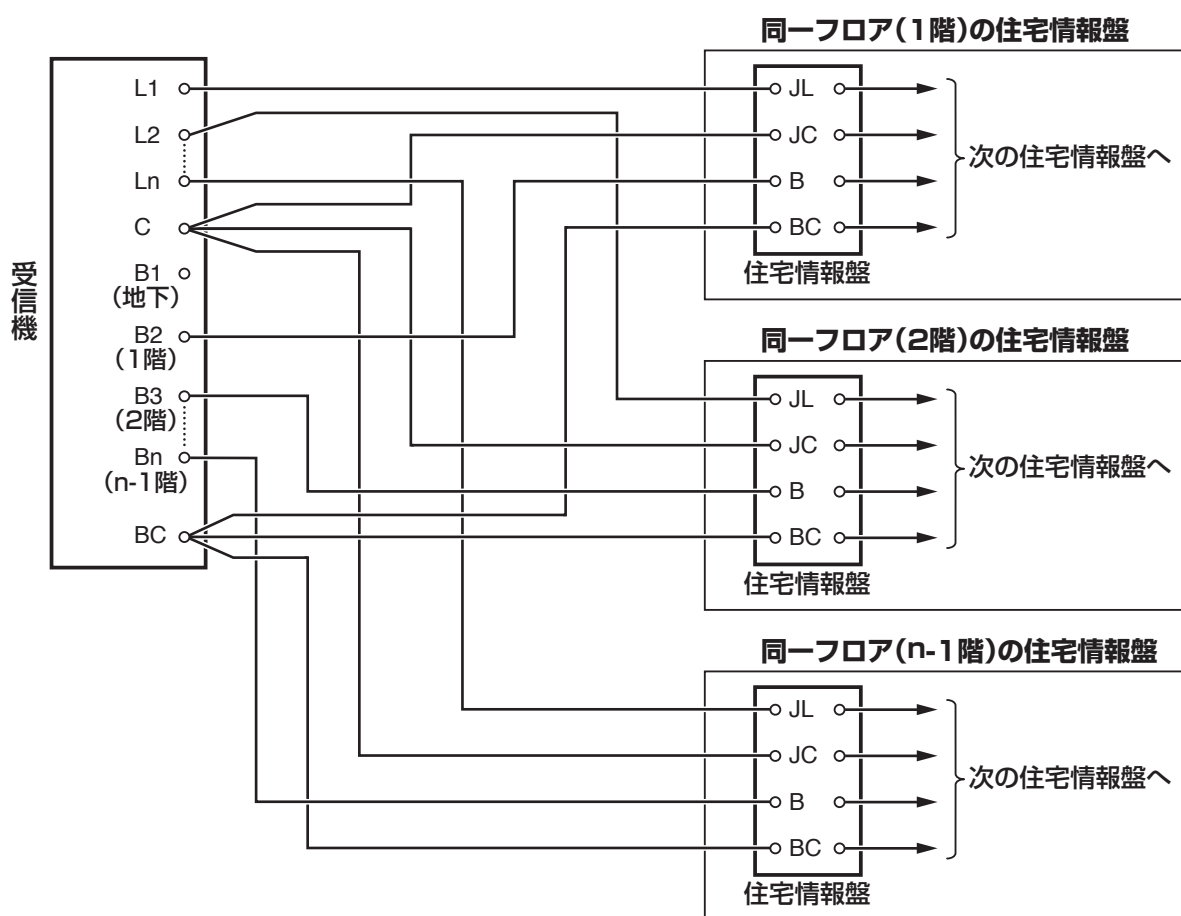 受信機
L1
L2
Ln
C
B1
(地下)
B2
(1階)
B3
(2階)
Bn
(n-1階)
BC
同一フロア(1階)の住宅情報盤
JL
JC
B
BC
住宅情報盤
次の住宅情報盤へ
同一フロア(2階)の住宅情報盤
JL
JC
B
BC
住宅情報盤
次の住宅情報盤へ
同一フロア(n-1階)の住宅情報盤
JL
JC
B
BC
住宅情報盤
次の住宅情報盤へ